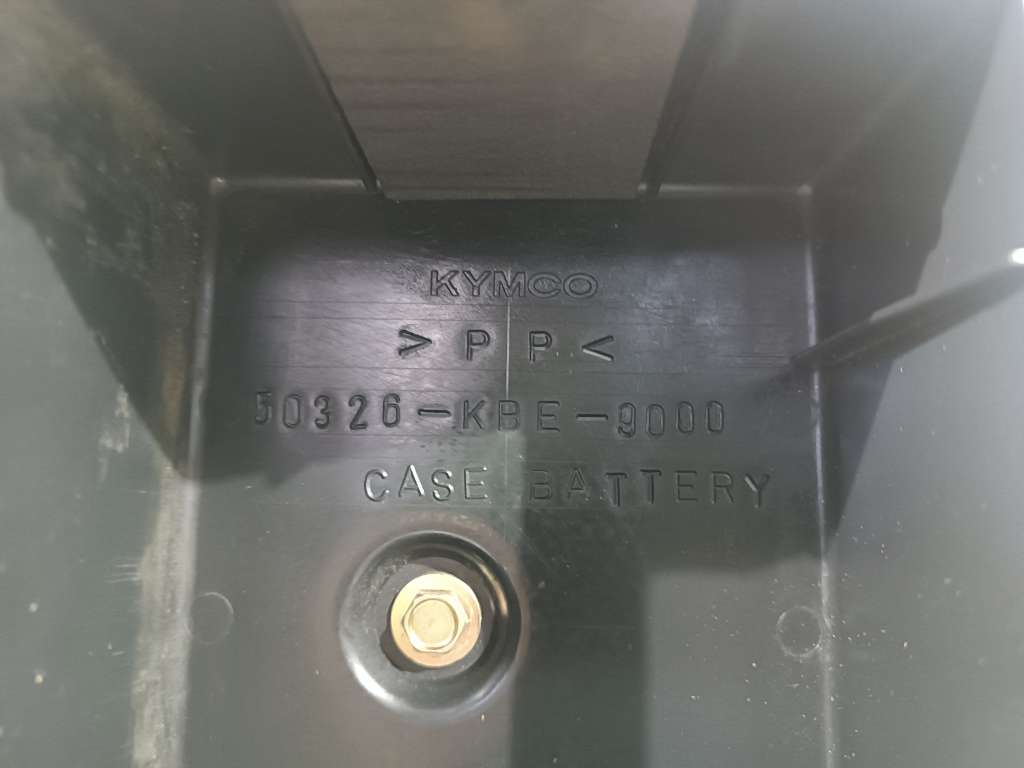 KYMCO
>PP<
50326-KBE-9000
CASE BATTERY